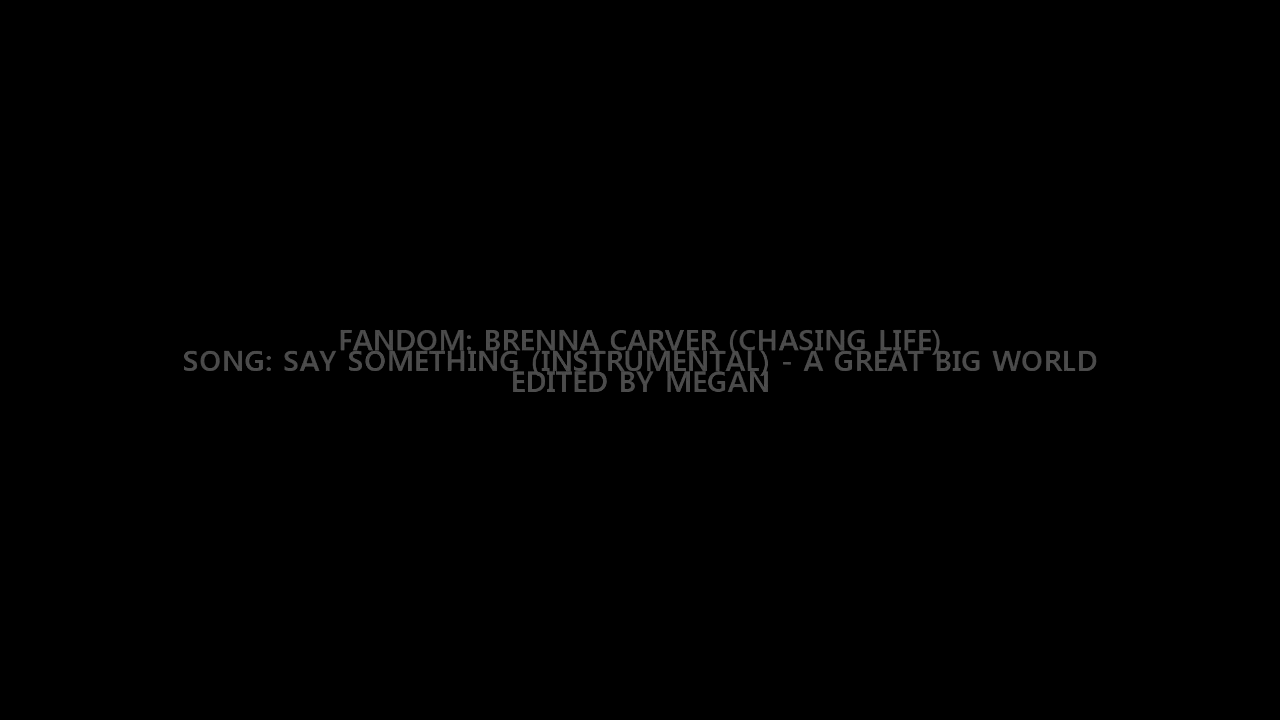 FANDOM: BRENNA CARVER (CHASING LIFE)
SONG: SAY SOMETHING (INSTRUMENTAL) - A GREAT BIG WORLD
EDITED BY MEGAN